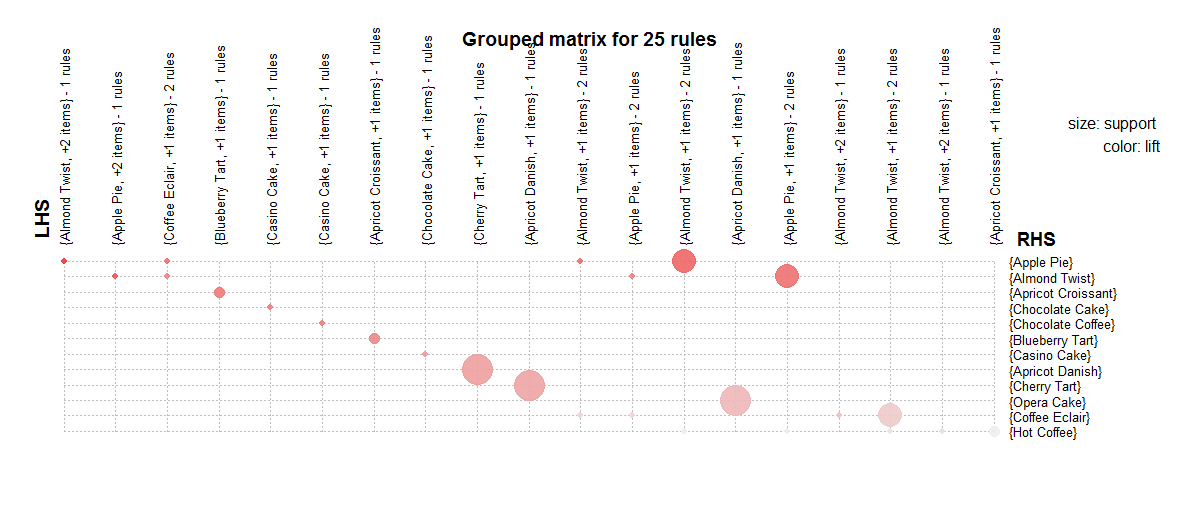 Grouped matrix for 25 rules
size: support
color: lift
LHS
{Almond Twist, +2 items} - 1 rules
{Apple Pie, +2 items} - 1 rules
{Coffee Eclair, +1 items} - 2 rules
{Blueberry Tart, +1 items} - 1 rules
{Casino Cake, +1 items} - 1 rules
{Casino Cake, +1 items} - 1 rules
{Apricot Croissant, +1 items} - 1 rules
{Chocolate Cake, +1 items} - 1 rules
{Cherry Tart, +1 items} - 1 rules
{Apricot Danish, +1 items} - 1 rules
{Almond Twist, +1 items} - 2 rules
{Apple Pie, +1 items} - 2 rules
{Almond Twist, +1 items} - 2 rules
{Apricot Danish, +1 items} - 1 rules
{Apple Pie, +1 items} - 2 rules
{Almond Twist, +2 items} - 1 rules
{Almond Twist, +1 items} - 2 rules
{Almond Twist, +2 items} - 1 rules
{Apricot Croissant, +1 items} - 1 rules
RHS
{Apple Pie}
{Almond Twist}
{Apricot Croissant}
{Chocolate Cake}
{Chocolate Coffee}
{Blueberry Tart}
{Casino Cake}
{Apricot Danish}
{Cherry Tart}
{Opera Cake}
{Coffee Eclair}
{Hot Coffee}